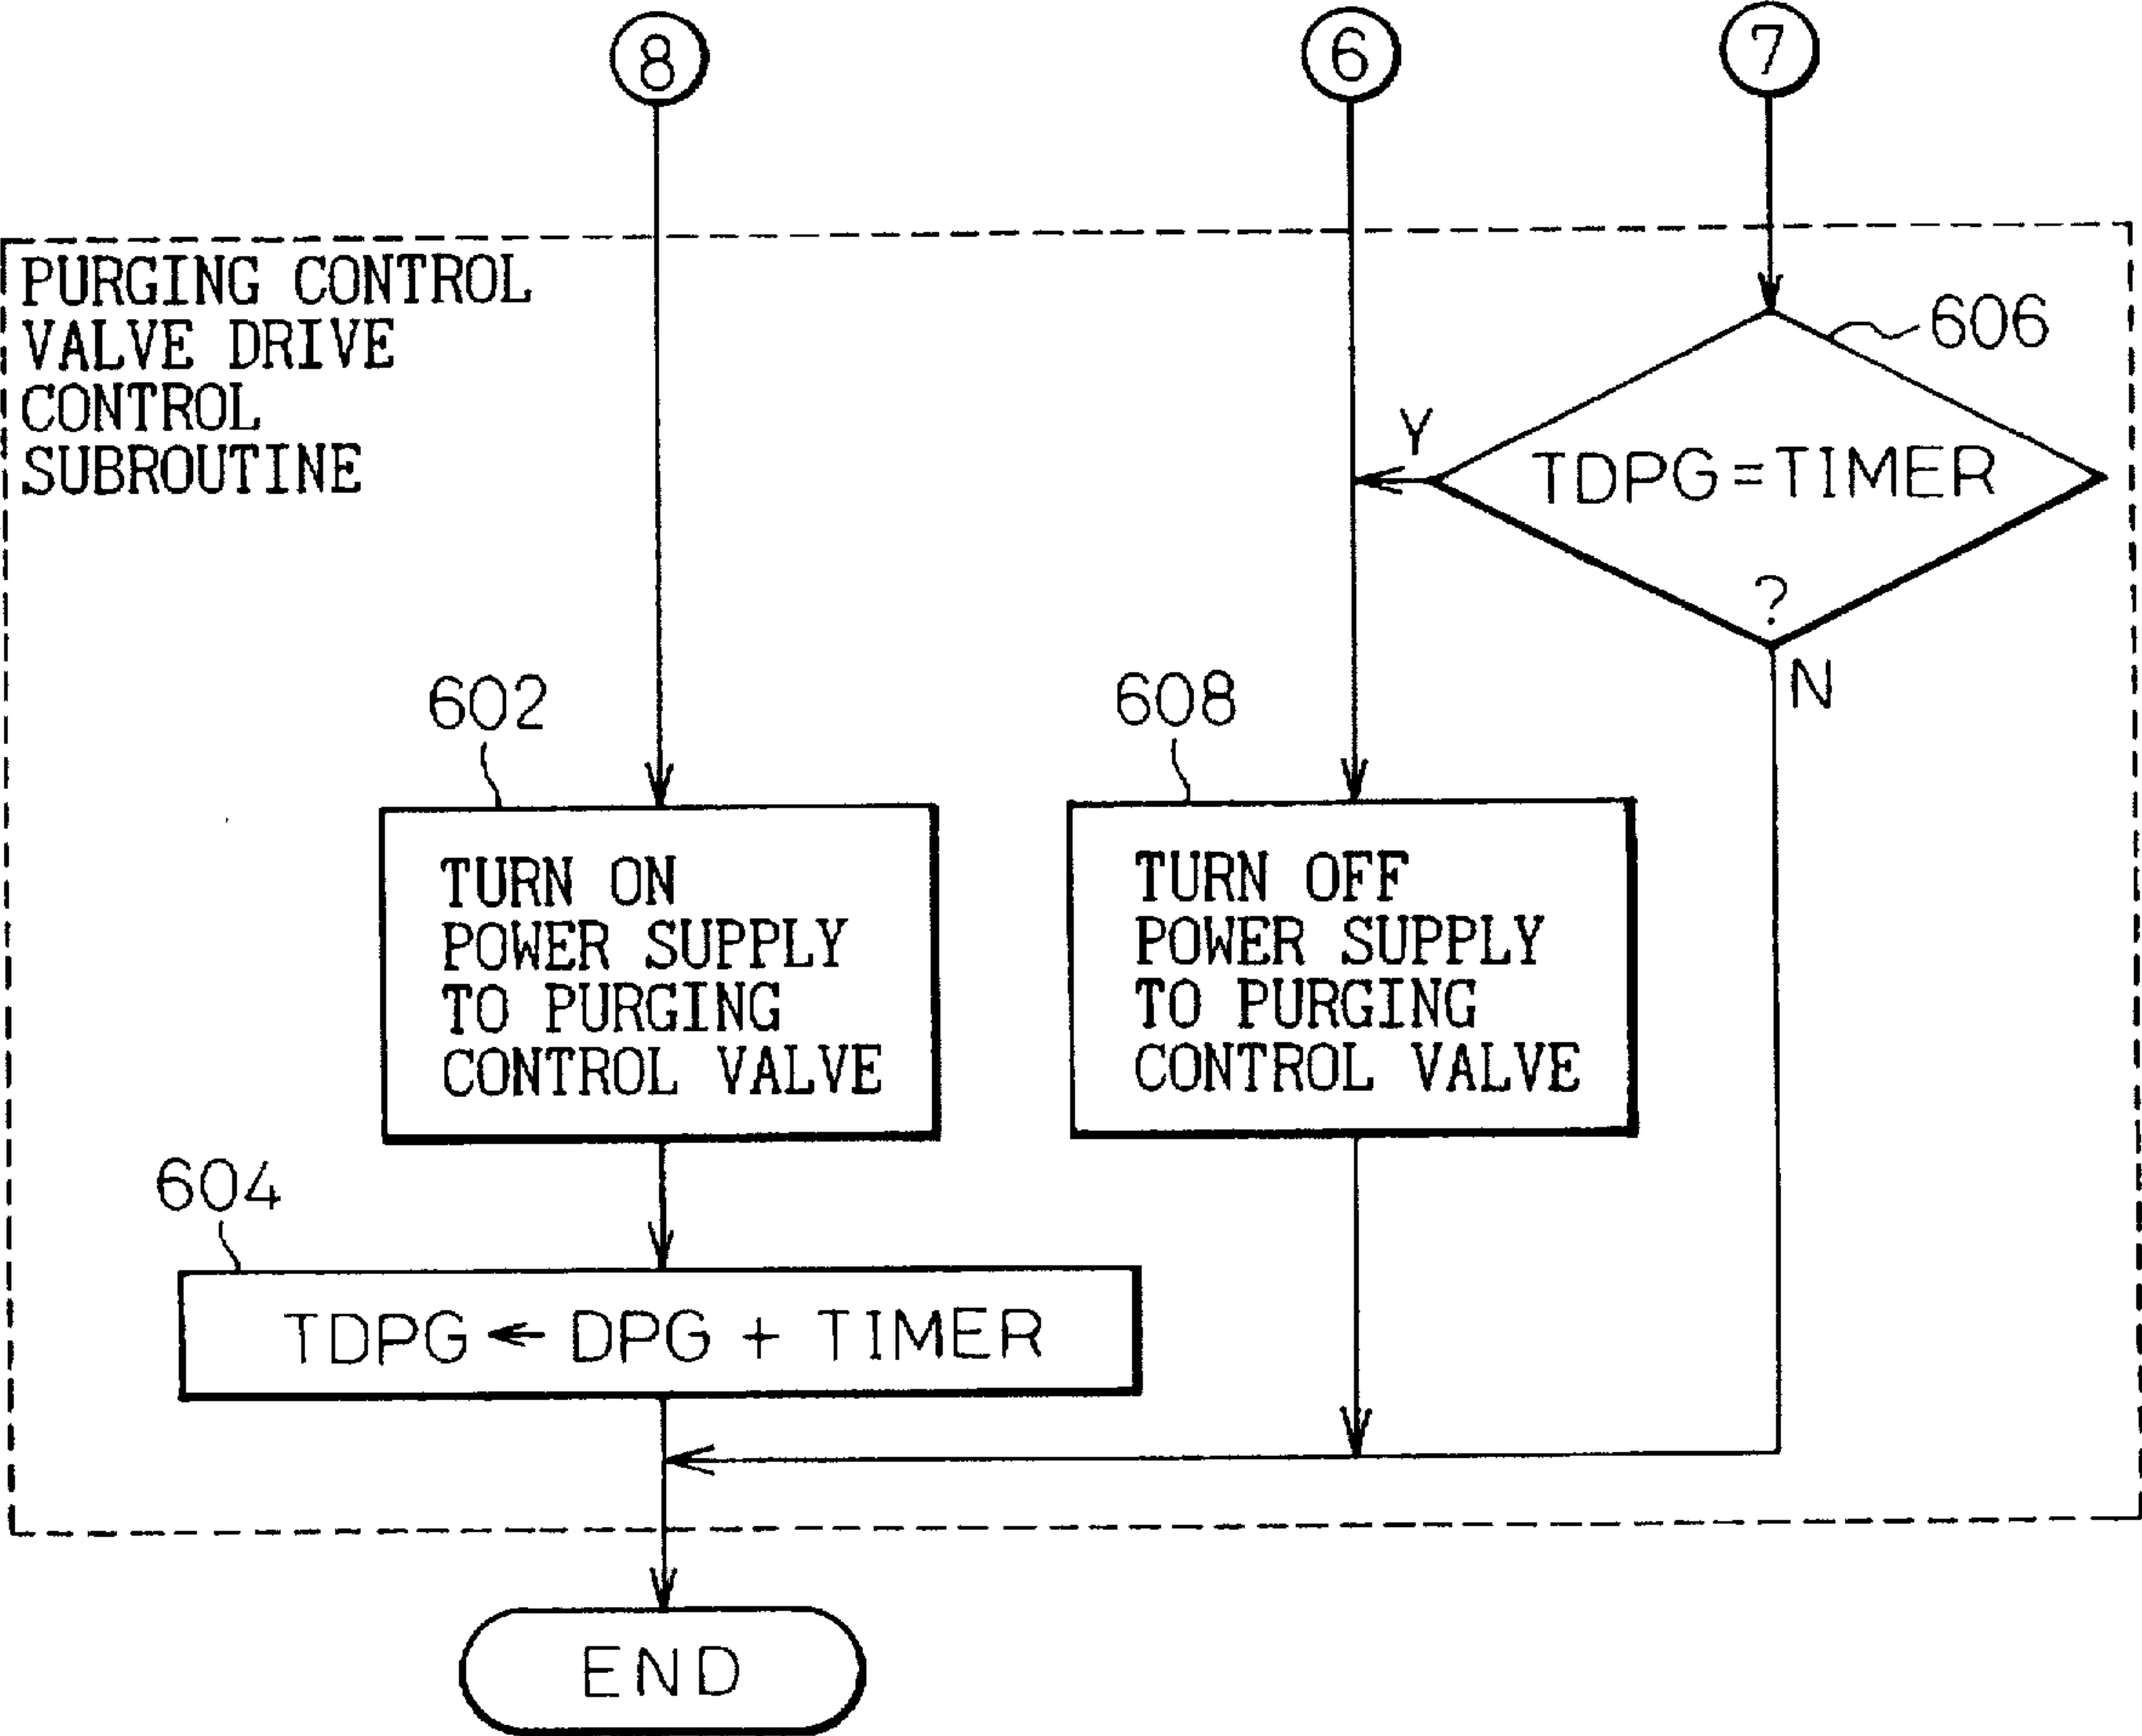 8
6
7
PURGING CONTROL
VALVE DRIVE
CONTROL
SUBROUTINE
606
Y
TDPG=TIMER
?
N
602
608
TURN ON
POWER SUPPLY
TO PURGING
CONTROL VALVE
TURN OFF
POWER SUPPLY
TO PURGING
CONTROL VALVE
604
TDPG ← DPG + TIMER
END